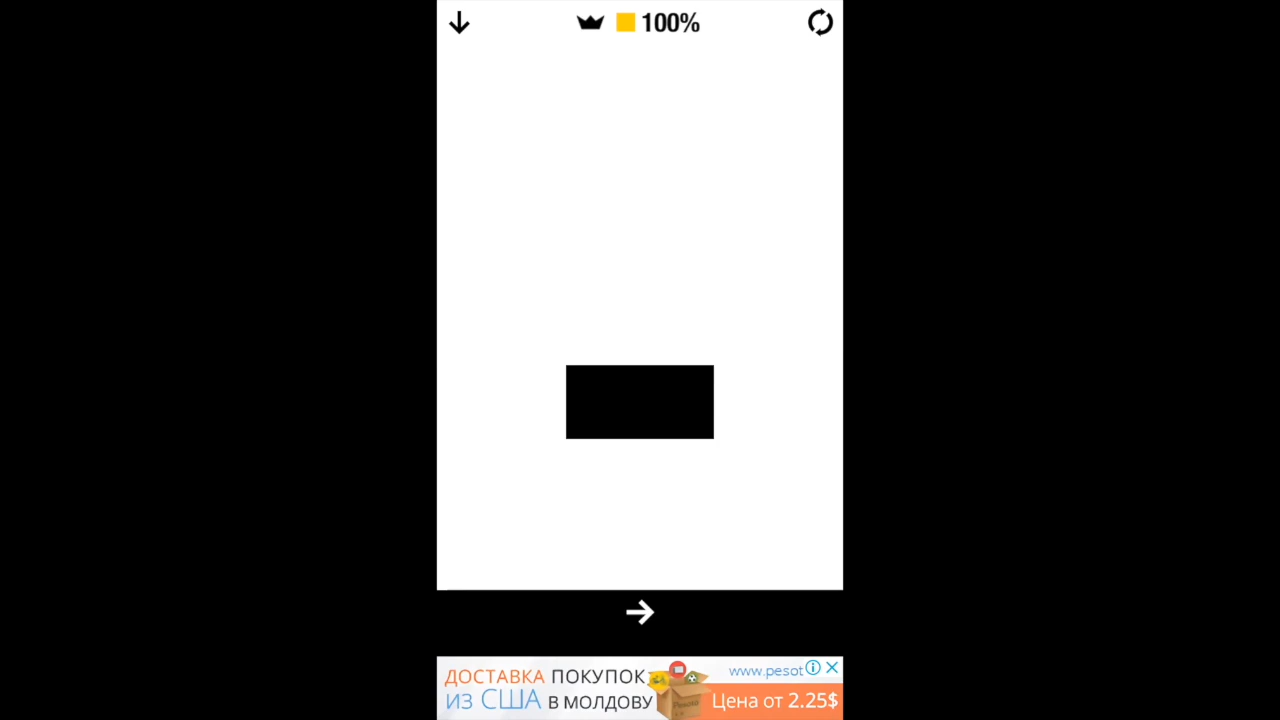 100%
ДОСТАВКА ПОКУПОК
ИЗ США В МОЛДОВУ
www.pesot
Цена от 2.25$